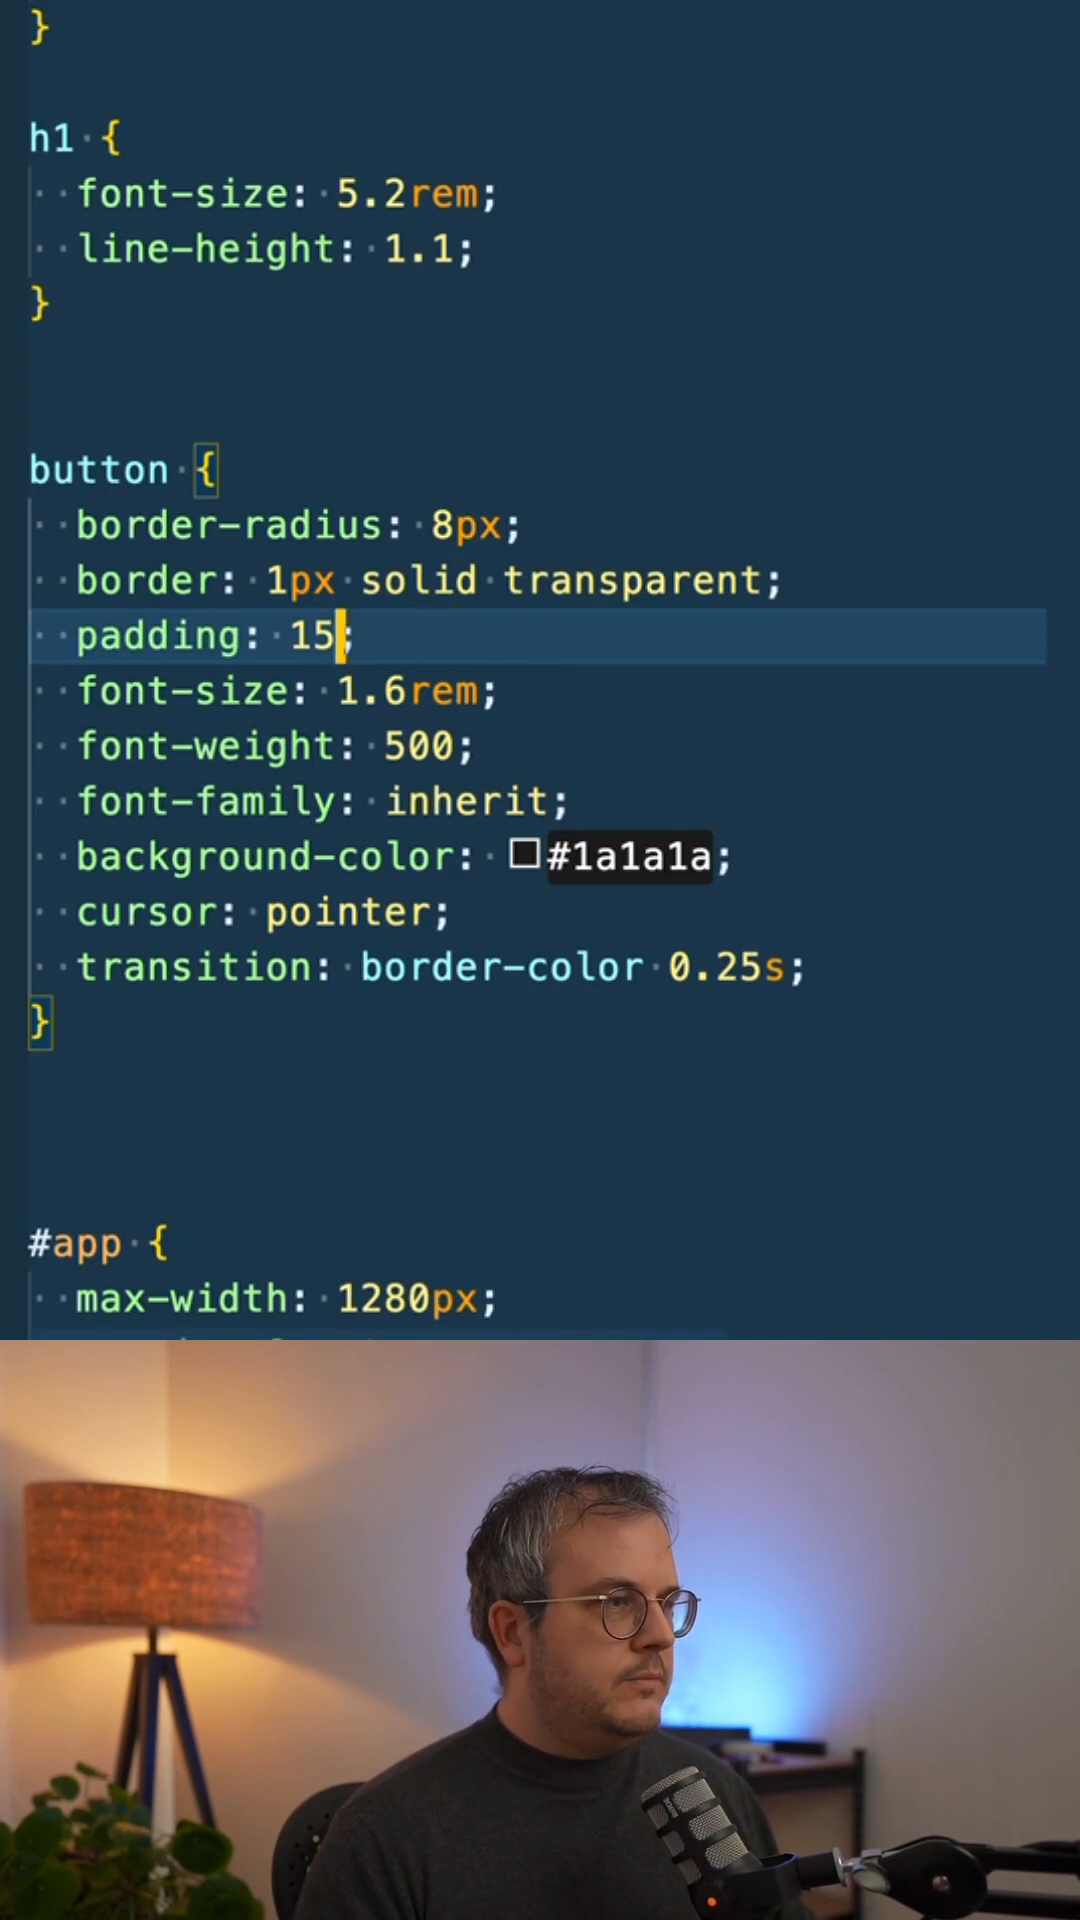 }
h1 {
  font-size: 5.2rem;
  line-height: 1.1;
}
button {
  border-radius: 8px;
  border: 1px solid transparent;
  padding: 15;
  font-size: 1.6rem;
  font-weight: 500;
  font-family: inherit;
  background-color: #1a1a1a;
  cursor: pointer;
  transition: border-color 0.25s;
}
#app {
  max-width: 1280px;